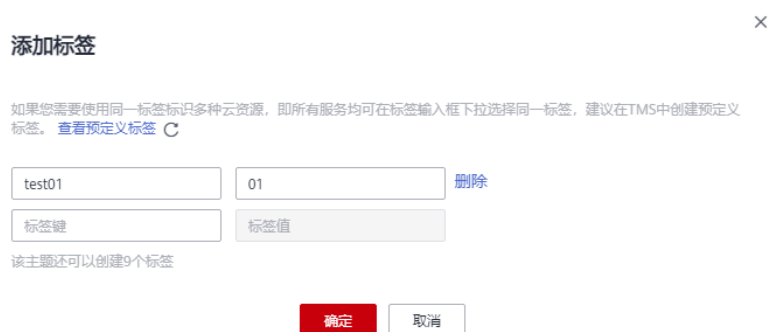 添加标签
如果您需要使用同一标签标识多种云资源，即所有服务均可在标签输入框下拉选择同一标签，建议在TMS中创建预定义
标签。 查看预定义标签
test01 01 删除
标签键 标签值
该主题还可以创建9个标签
确定 取消